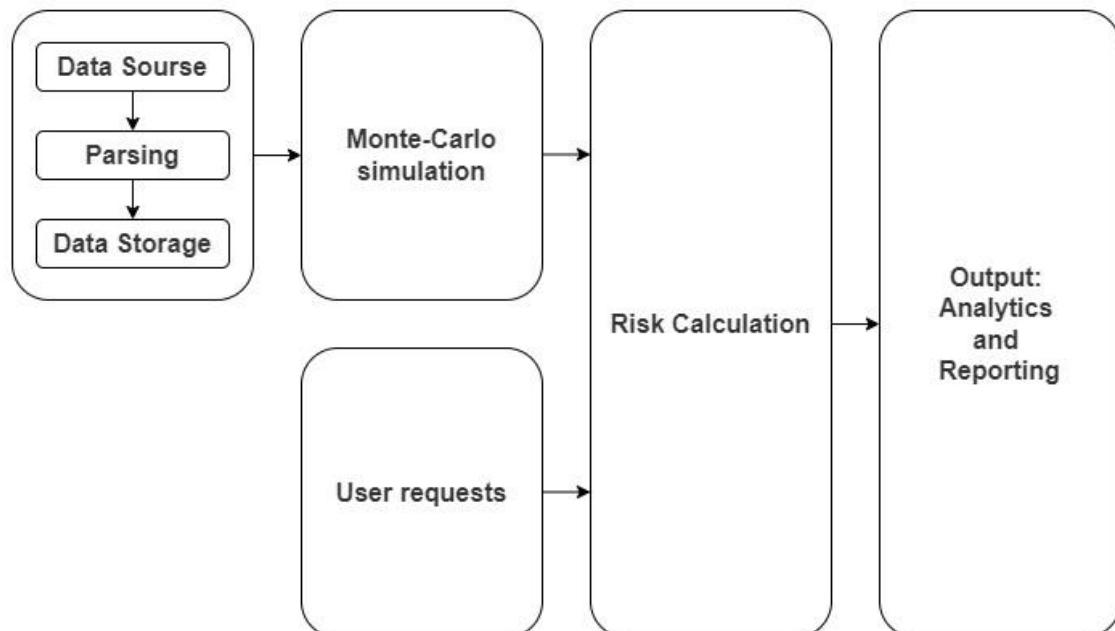 Data Sourse
Parsing
Data Storage
Monte-Carlo
simulation
User requests
Risk Calculation
Output:
Analytics
and
Reporting